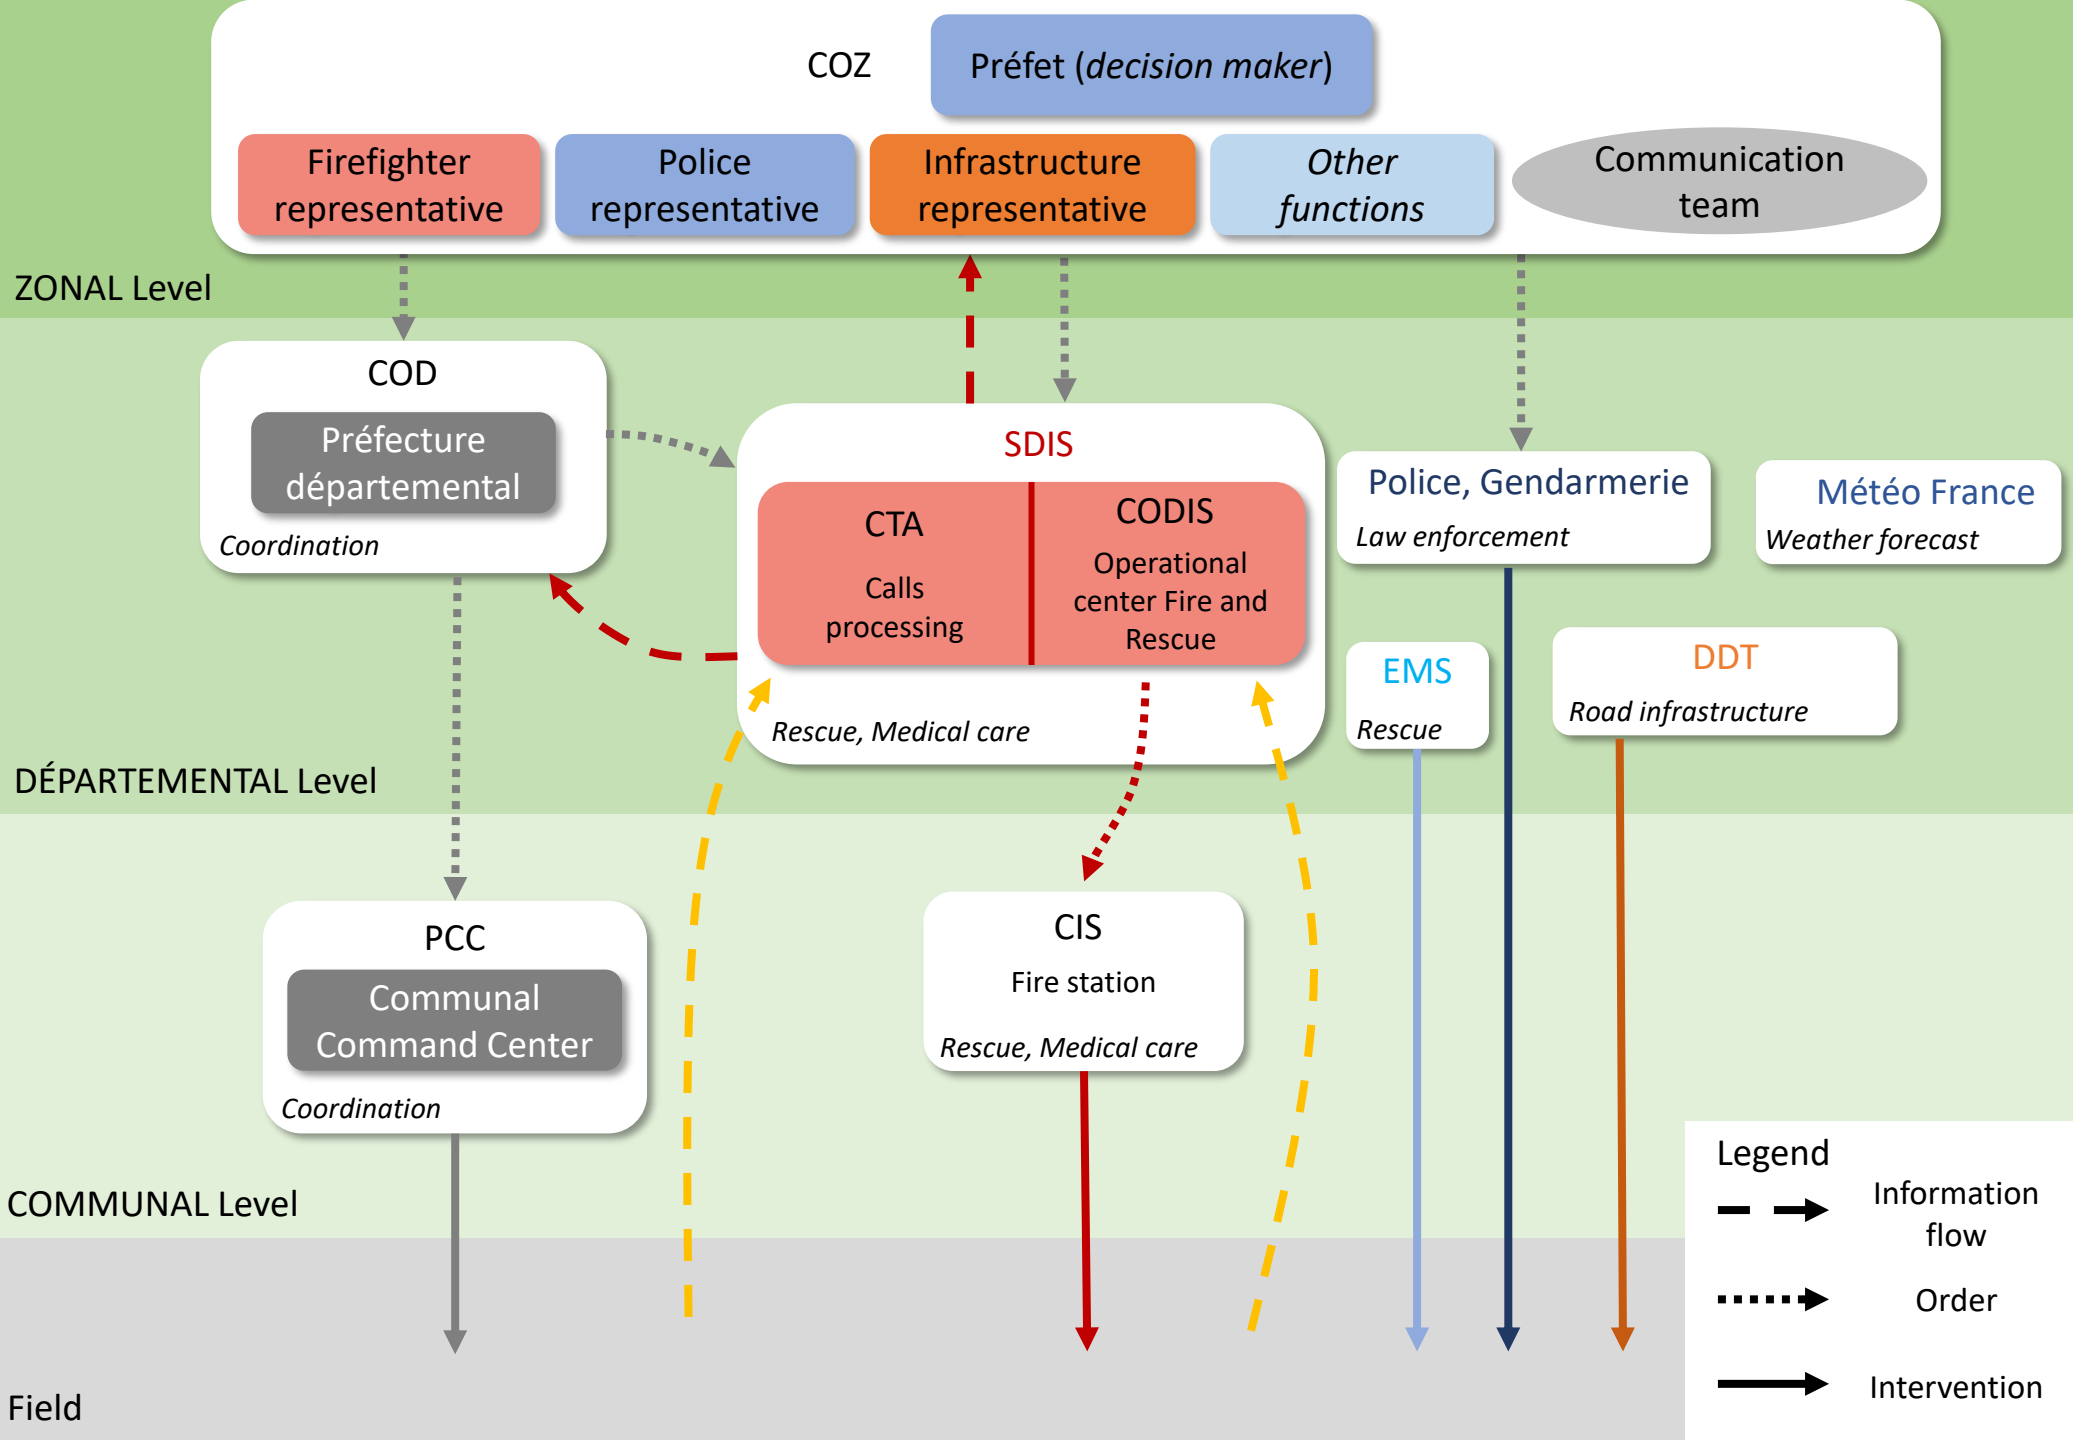 COZ
Préfet (decision maker)
Firefighter
representative
Police
representative
Infrastructure
representative
Other
functions
Communication
team
ZONAL Level
COD
Préfecture
départemental
Coordination
SDIS
CTA
Calls
processing
CODIS
Operational
center Fire and
Rescue
Rescue, Medical care
Police, Gendarmerie
Law enforcement
Météo France
Weather forecast
EMS
Rescue
DDT
Road infrastructure
DÉPARTEMENTAL Level
PCC
Communal
Command Center
Coordination
CIS
Fire station
Rescue, Medical care
COMMUNAL Level
Legend
Information
flow
Order
Intervention
Field